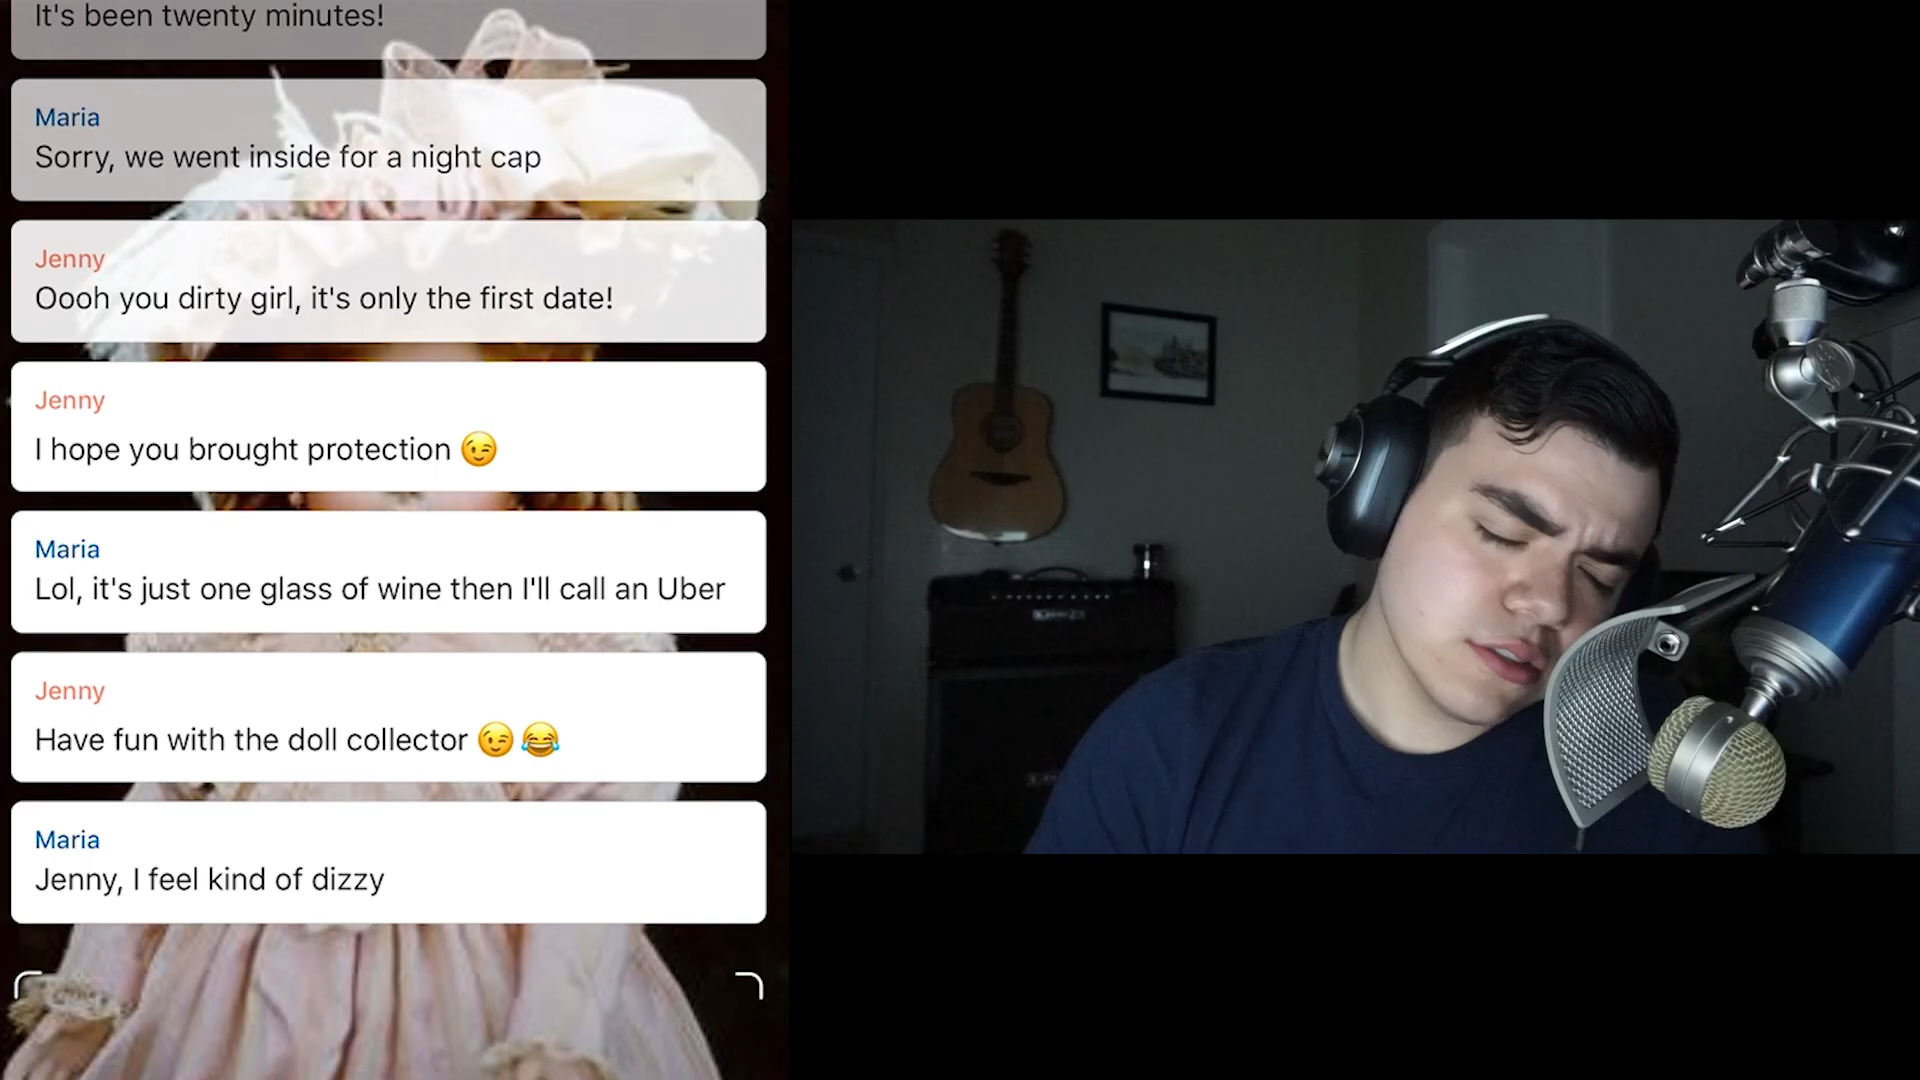 It's been twenty minutes!
Maria
Sorry, we went inside for a night cap
Jenny
Oooh you dirty girl, it's only the first date!
Jenny
I hope you brought protection 😉
Maria
Lol, it's just one glass of wine then I'll call an Uber
Jenny
Have fun with the doll collector 😉 😂
Maria
Jenny, I feel kind of dizzy